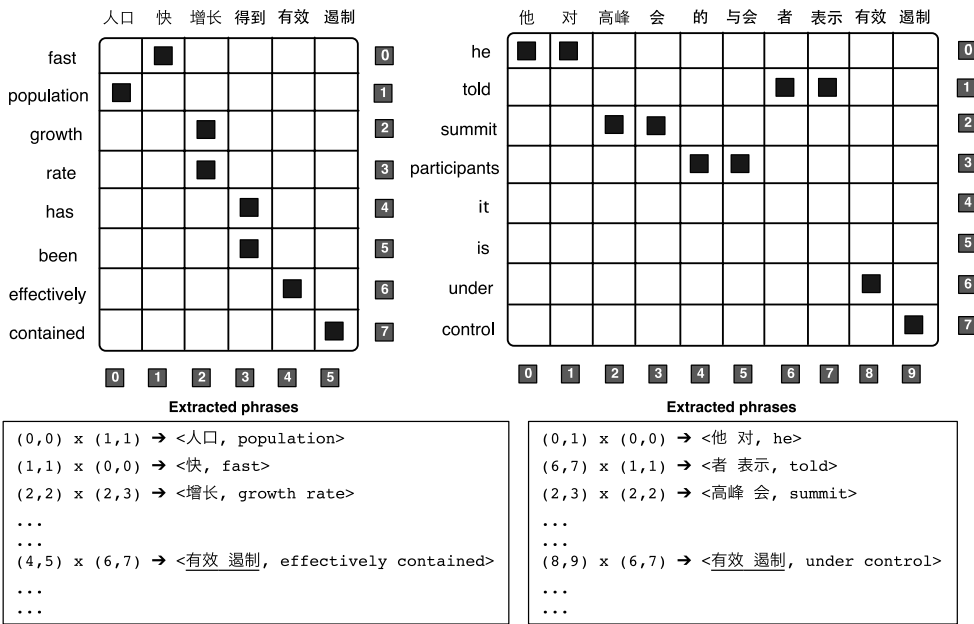 人口 快 增长 得到 有效 遏制
fast 0
population 1
growth 2
rate 3
has 4
been 5
effectively 6
contained 7
0 1 2 3 4 5
Extracted phrases
(0,0) x (1,1) ➔ <人口, population>
(1,1) x (0,0) ➔ <快, fast>
(2,2) x (2,3) ➔ <增长, growth rate>
...
...
(4,5) x (6,7) ➔ <有效 遏制, effectively contained>
...
...
他 对 高峰 会 的 与会 者 表示 有效 遏制
he 0
told 1
summit 2
participants 3
it 4
is 5
under 6
control 7
0 1 2 3 4 5 6 7 8 9
Extracted phrases
(0,1) x (0,0) ➔ <他 对, he>
(6,7) x (1,1) ➔ <者 表示, told>
(2,3) x (2,2) ➔ <高峰 会, summit>
...
...
(8,9) x (6,7) ➔ <有效 遏制, under control>
...
...